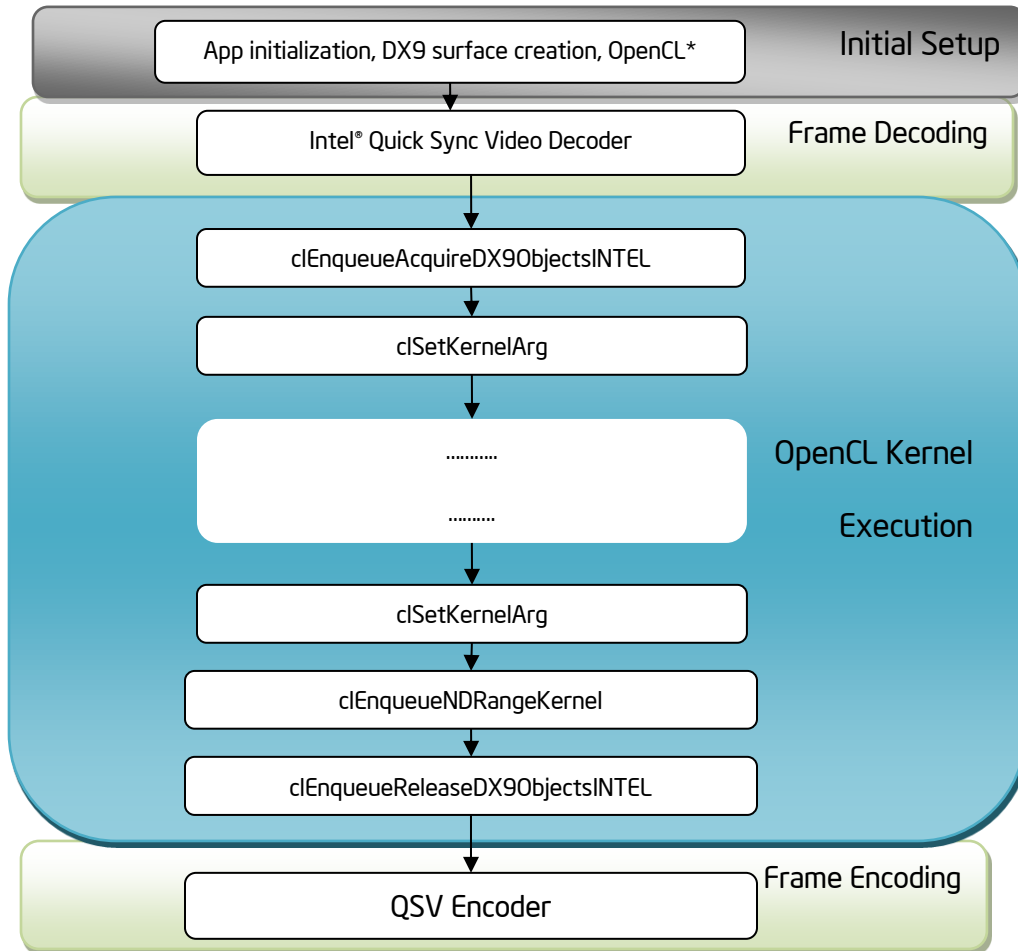 App initialization, DX9 surface creation, OpenCL*
Initial Setup
Intel® Quick Sync Video Decoder
Frame Decoding
clEnqueueAcquireDX9ObjectsINTEL
clSetKernelArg
...........
OpenCL Kernel
..........
Execution
clSetKernelArg
clEnqueueNDRangeKernel
clEnqueueReleaseDX9ObjectsINTEL
Frame Encoding
QSV Encoder